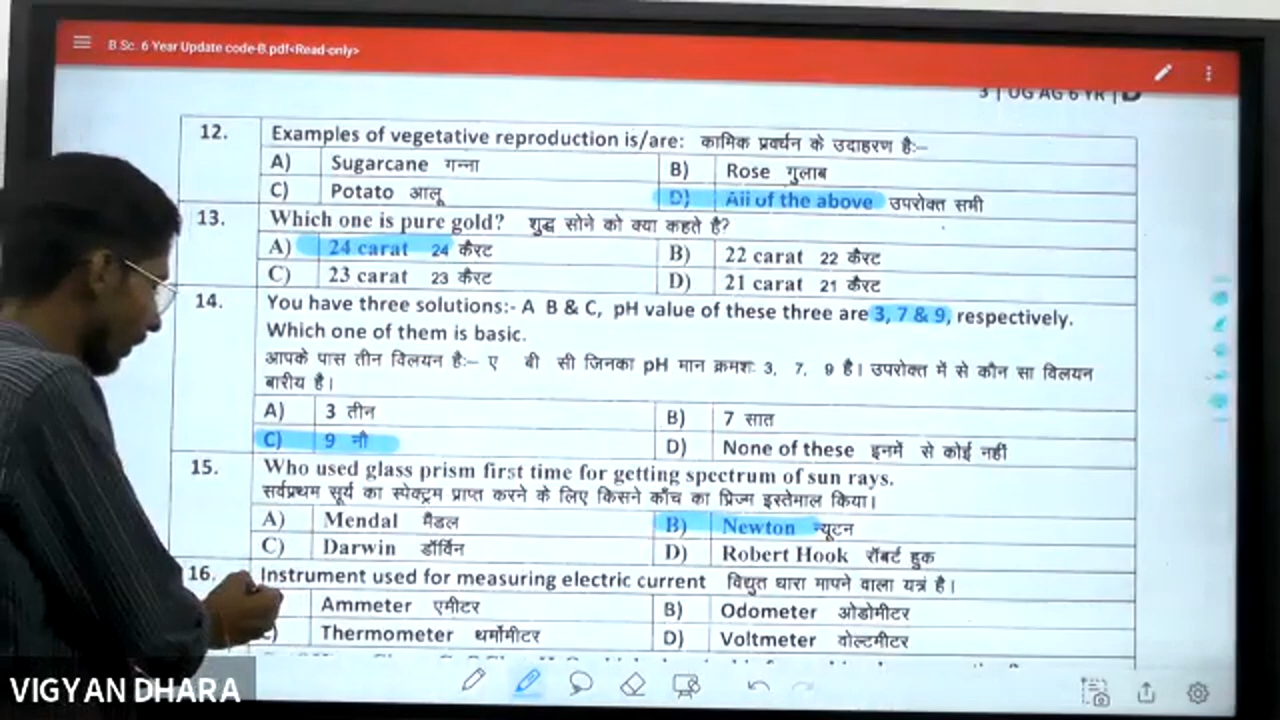 B.Sc. 6 Year Update code-B.pdf<Read-only>
3 | UG AG 6 YR |
12. Examples of vegetative reproduction is/are: कामिक प्रवर्धन के उदाहरण है:–
A) Sugarcane गन्ना B) Rose गुलाब
C) Potato आलू D) All of the above उपरोक्त सभी
13. Which one is pure gold? शुद्ध सोने को क्या कहते है?
A) 24 carat 24 कैरट B) 22 carat 22 कैरट
C) 23 carat 23 कैरट D) 21 carat 21 कैरट
14. You have three solutions:- A B & C, pH value of these three are 3, 7 & 9, respectively.
Which one of them is basic.
आपके पास तीन विलयन है:– ए बी सी जिनका pH मान क्रमशः 3, 7, 9 है। उपरोक्त में से कौन सा विलयन
बारीय है।
A) 3 तीन B) 7 सात
C) 9 नौ D) None of these इनमें से कोई नहीं
15. Who used glass prism first time for getting spectrum of sun rays.
सर्वप्रथम सूर्य का स्पेक्ट्रम प्राप्त करने के लिए किसने काँच का प्रिज्म इस्तेमाल किया।
A) Mendal मैडल B) Newton न्यूटन
C) Darwin डॉर्विन D) Robert Hook रॉबर्ट हुक
16. Instrument used for measuring electric current विद्युत धारा मापने वाला यत्रं है।
Ammeter एमीटर B) Odometer ओडोमीटर
C) Thermometer थर्मोमीटर D) Voltmeter वोल्टमीटर
VIGYAN DHARA